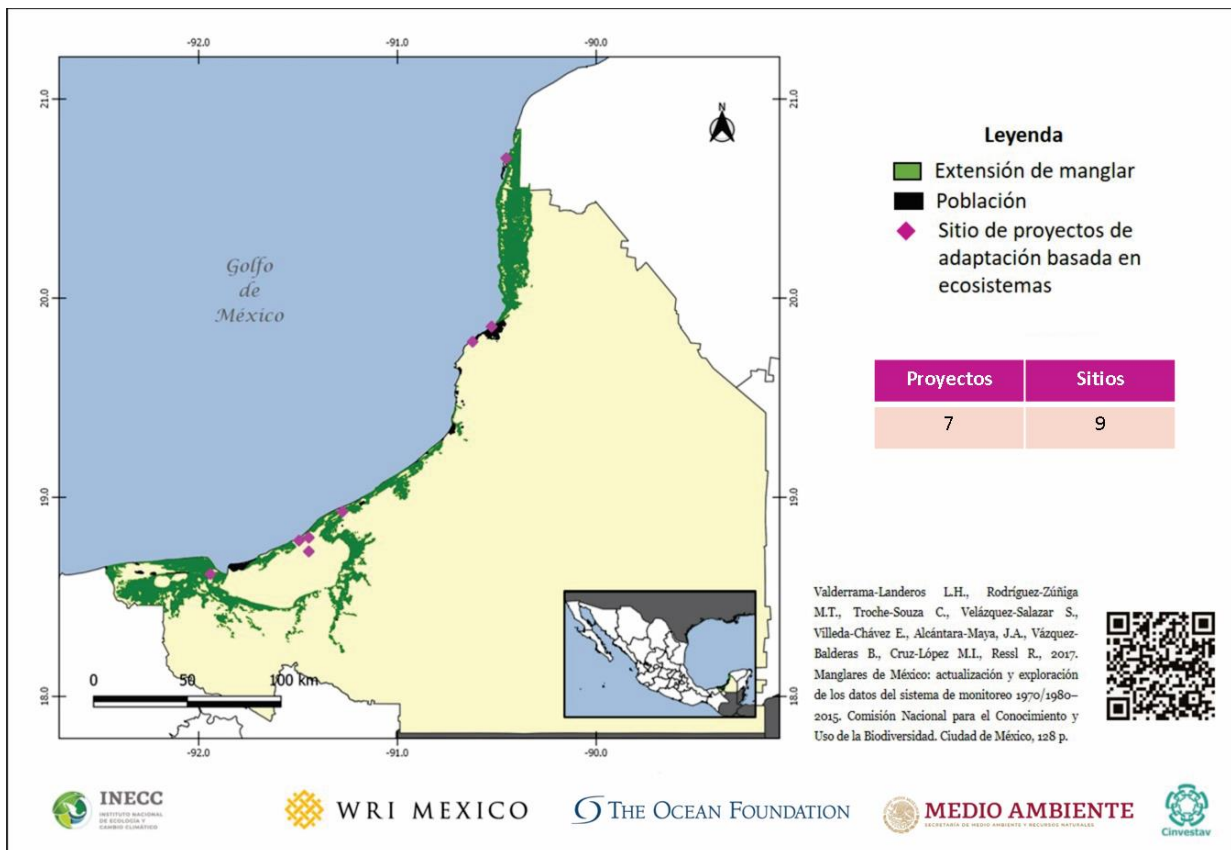 -92.0
-91.0
-90.0
21.0
21.0
20.0
20.0
19.0
19.0
18.0
18.0
-92.0
-91.0
-90.0
N
Golfo
de
México
0
50
100 km
Leyenda
Extensión de manglar
Población
Sitio de proyectos de
adaptación basada en
ecosistemas
Proyectos Sitios
7 9
Valderrama-Landeros L.H., Rodríguez-Zúñiga
M.T., Troche-Souza C., Velázquez-Salazar S.,
Villeda-Chávez E., Alcántara-Maya, J.A., Vázquez-
Balderas B., Cruz-López M.I., Ressl R., 2017.
Manglares de México: actualización y exploración
de los datos del sistema de monitoreo 1970/1980–
2015. Comisión Nacional para el Conocimiento y
Uso de la Biodiversidad. Ciudad de México, 128 p.
INECC
INSTITUTO NACIONAL
DE ECOLOGÍA Y
CAMBIO CLIMÁTICO
WRI MEXICO
THE OCEAN FOUNDATION
MEDIO AMBIENTE
SECRETARÍA DE MEDIO AMBIENTE Y RECURSOS NATURALES
Cinvestav